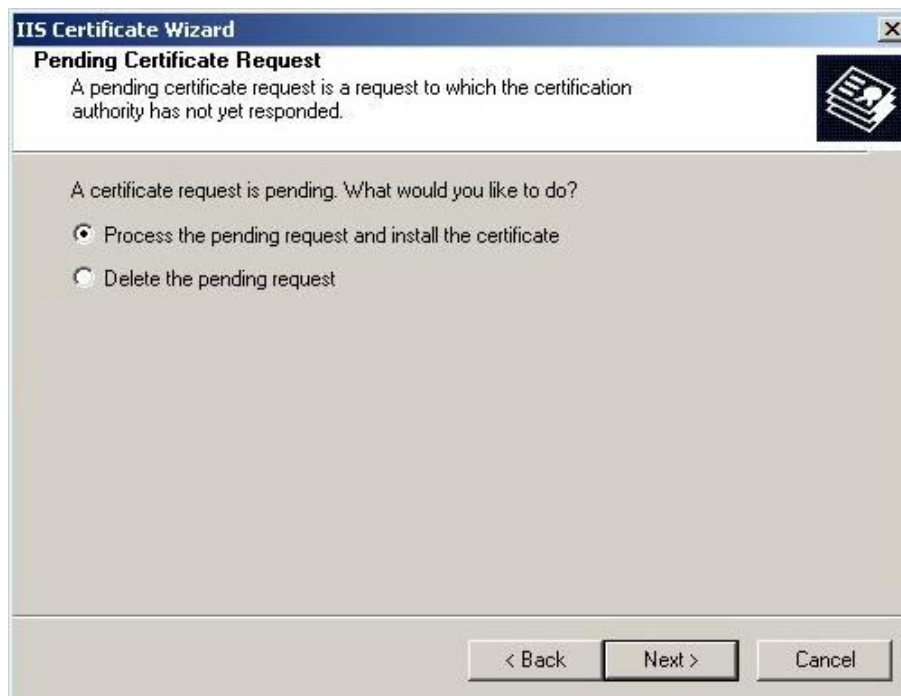 IIS Certificate Wizard
Pending Certificate Request
A pending certificate request is a request to which the certification
authority has not yet responded.
A certificate request is pending. What would you like to do?
Process the pending request and install the certificate
Delete the pending request
< Back
Next >
Cancel